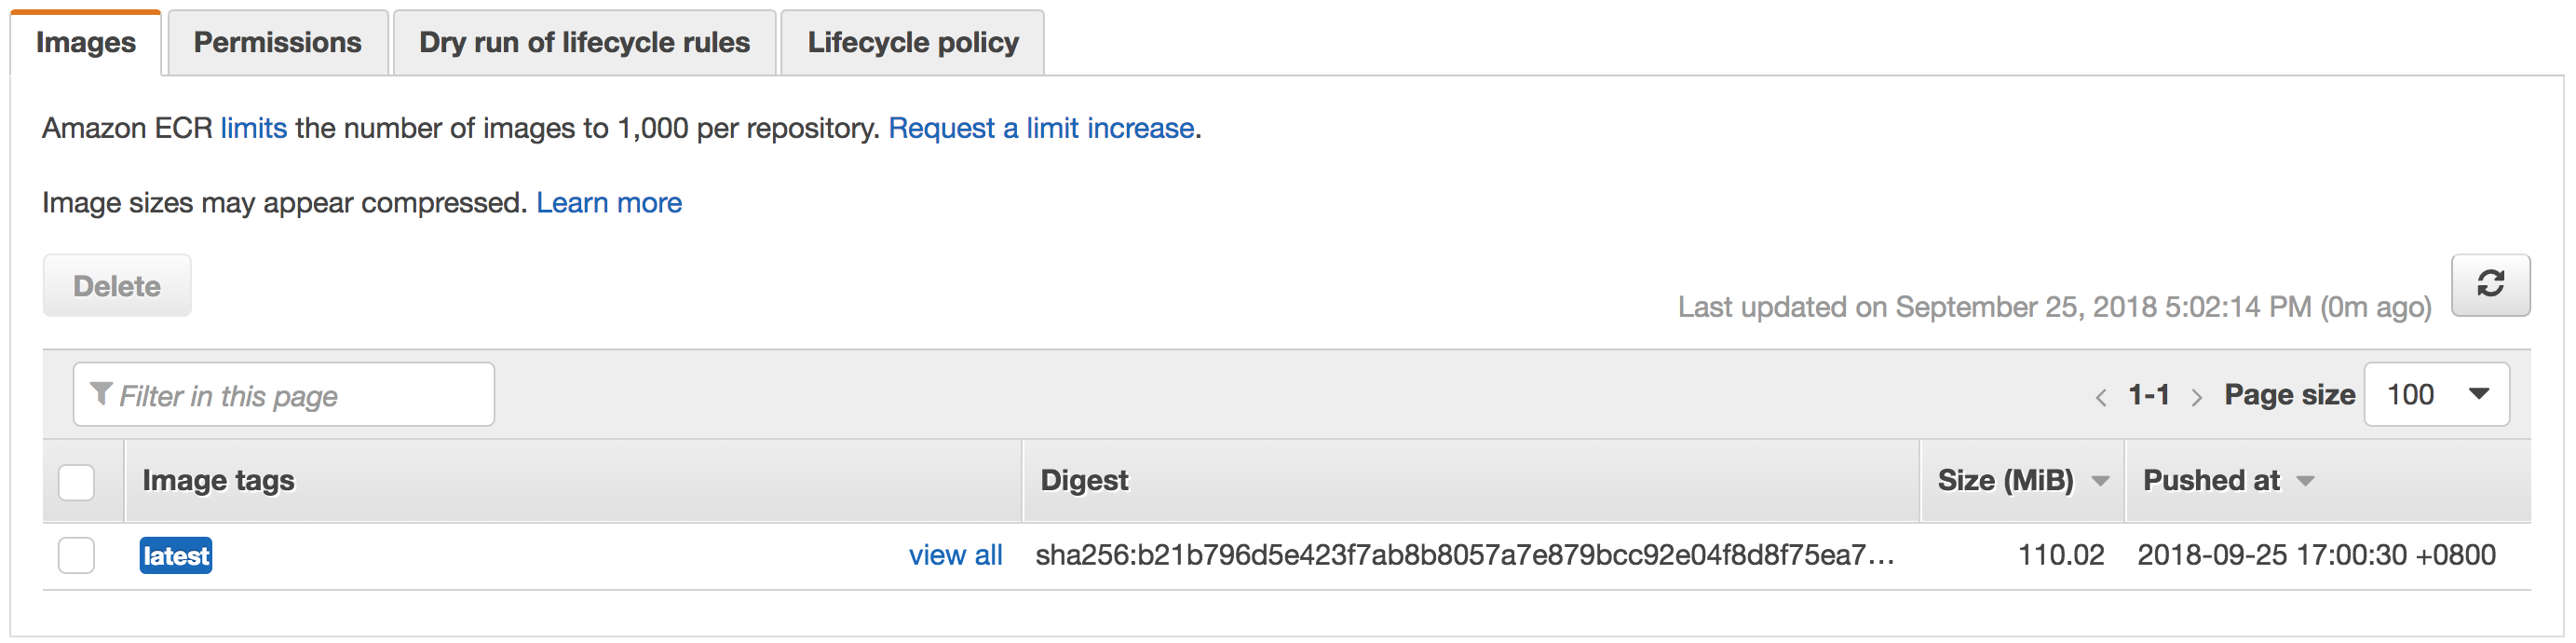 Images Permissions Dry run of lifecycle rules Lifecycle policy
Amazon ECR limits the number of images to 1,000 per repository. Request a limit increase.
Image sizes may appear compressed. Learn more
Delete
Last updated on September 25, 2018 5:02:14 PM (0m ago)
Filter in this page < 1-1 > Page size 100
Image tags Digest Size (MiB) Pushed at
latest view all sha256:b21b796d5e423f7ab8b8057a7e879bcc92e04f8d8f75ea7... 110.02 2018-09-25 17:00:30 +0800